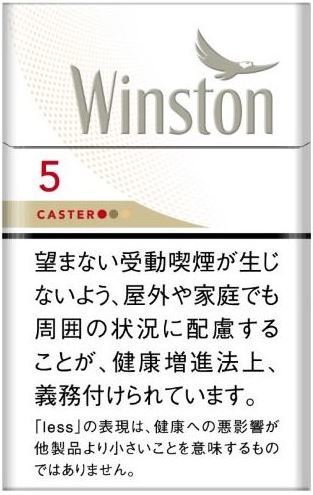 Winston
5
CASTER
望まない受動喫煙が生じ
ないよう、屋外や家庭でも
周囲の状況に配慮する
ことが、健康増進法上、
義務付けられています。
「less」の表現は、健康への悪影響が
他製品より小さいことを意味するもの
ではありません。